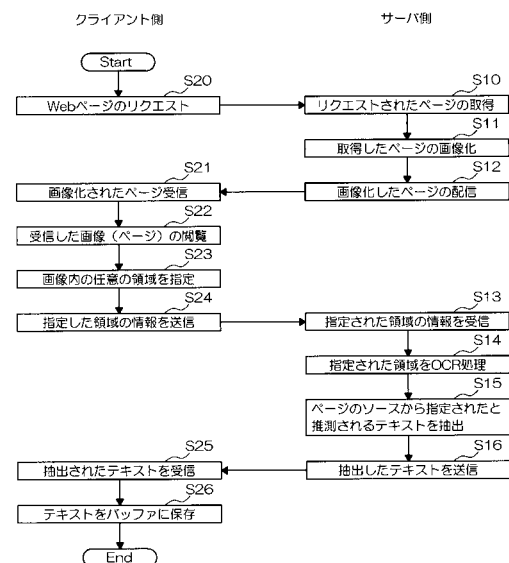 クライアント側
サーバ側
Start
S20
Webページのリクエスト
S10
リクエストされたページの取得
S11
取得したページの画像化
S12
画像化したページの配信
S21
画像化されたページ受信
S22
受信した画像（ページ）の閲覧
S23
画像内の任意の領域を指定
S24
指定した領域の情報を送信
S13
指定された領域の情報を受信
S14
指定された領域をOCR処理
S15
ページのソースから指定されたと
推測されるテキストを抽出
S16
抽出したテキストを送信
S25
抽出されたテキストを受信
S26
テキストをバッファに保存
End